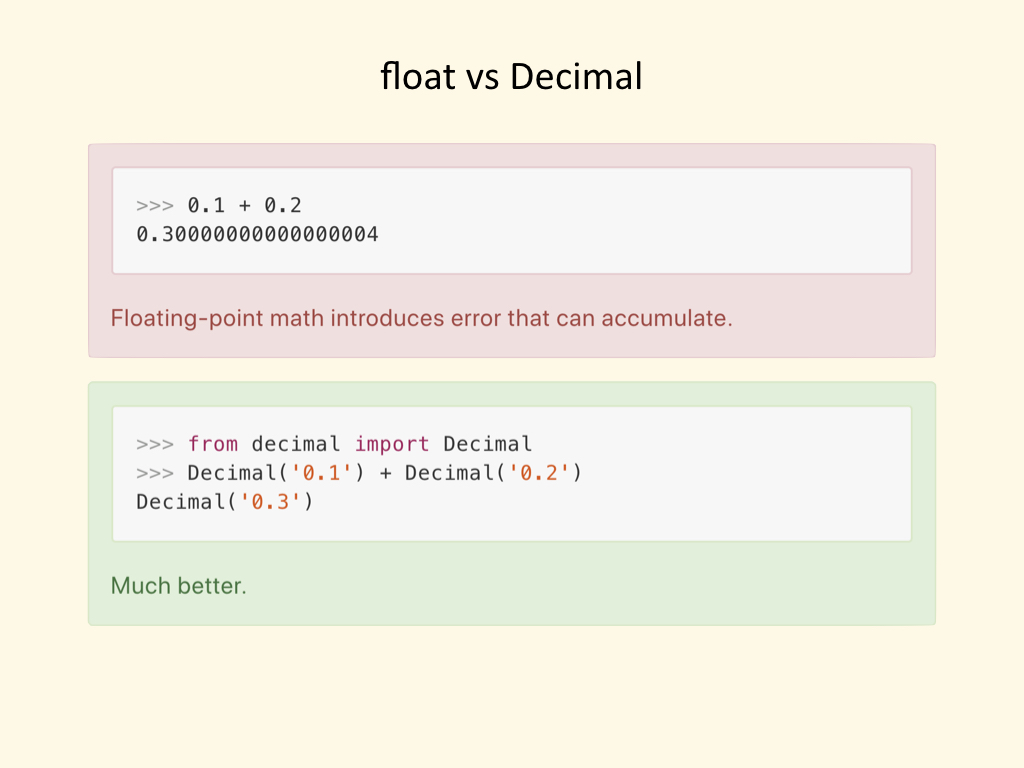 float vs Decimal
>>> 0.1 + 0.2
0.30000000000000004
Floating-point math introduces error that can accumulate.
>>> from decimal import Decimal
>>> Decimal('0.1') + Decimal('0.2')
Decimal('0.3')
Much better.